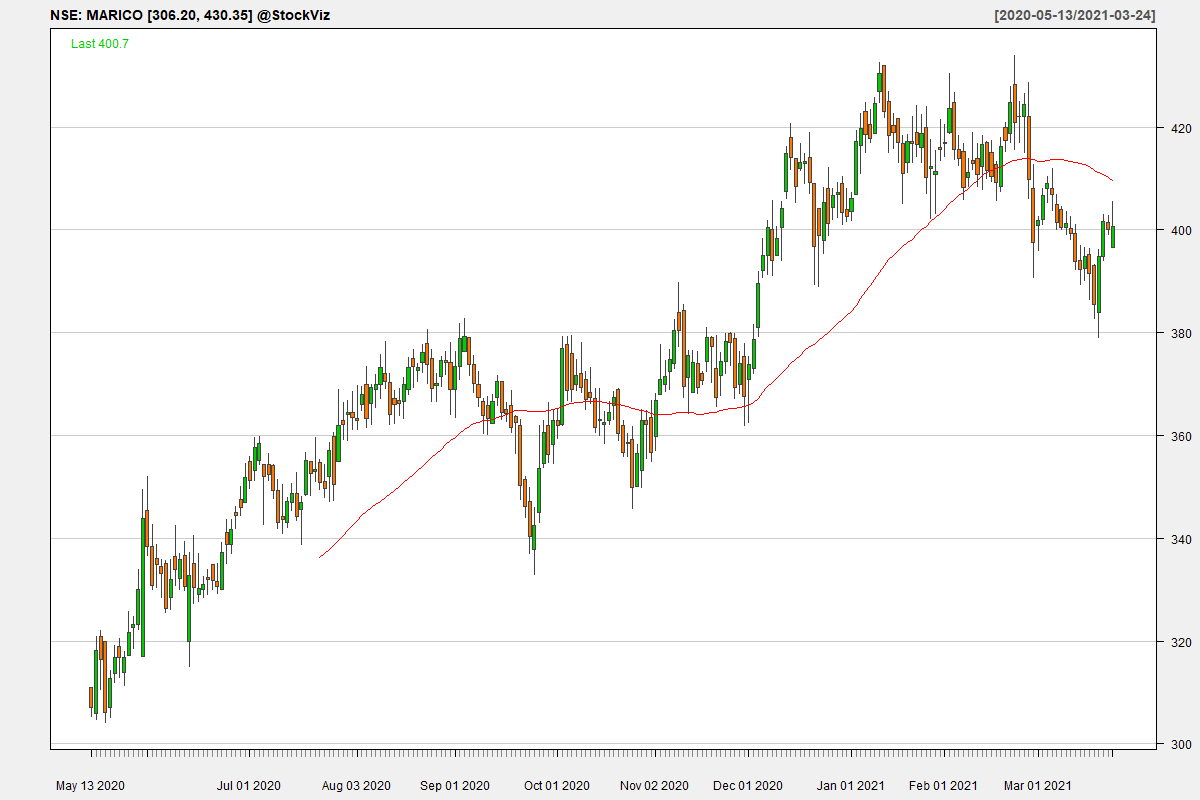 NSE: MARICO [306.20, 430.35] @StockViz
[2020-05-13/2021-03-24]
Last 400.7
420
400
380
360
340
320
300
May 13 2020 Jul 01 2020 Aug 03 2020 Sep 01 2020 Oct 01 2020 Nov 02 2020 Dec 01 2020 Jan 01 2021 Feb 01 2021 Mar 01 2021